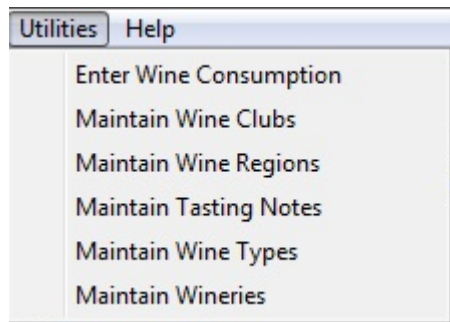 Utilities Help
Enter Wine Consumption
Maintain Wine Clubs
Maintain Wine Regions
Maintain Tasting Notes
Maintain Wine Types
Maintain Wineries